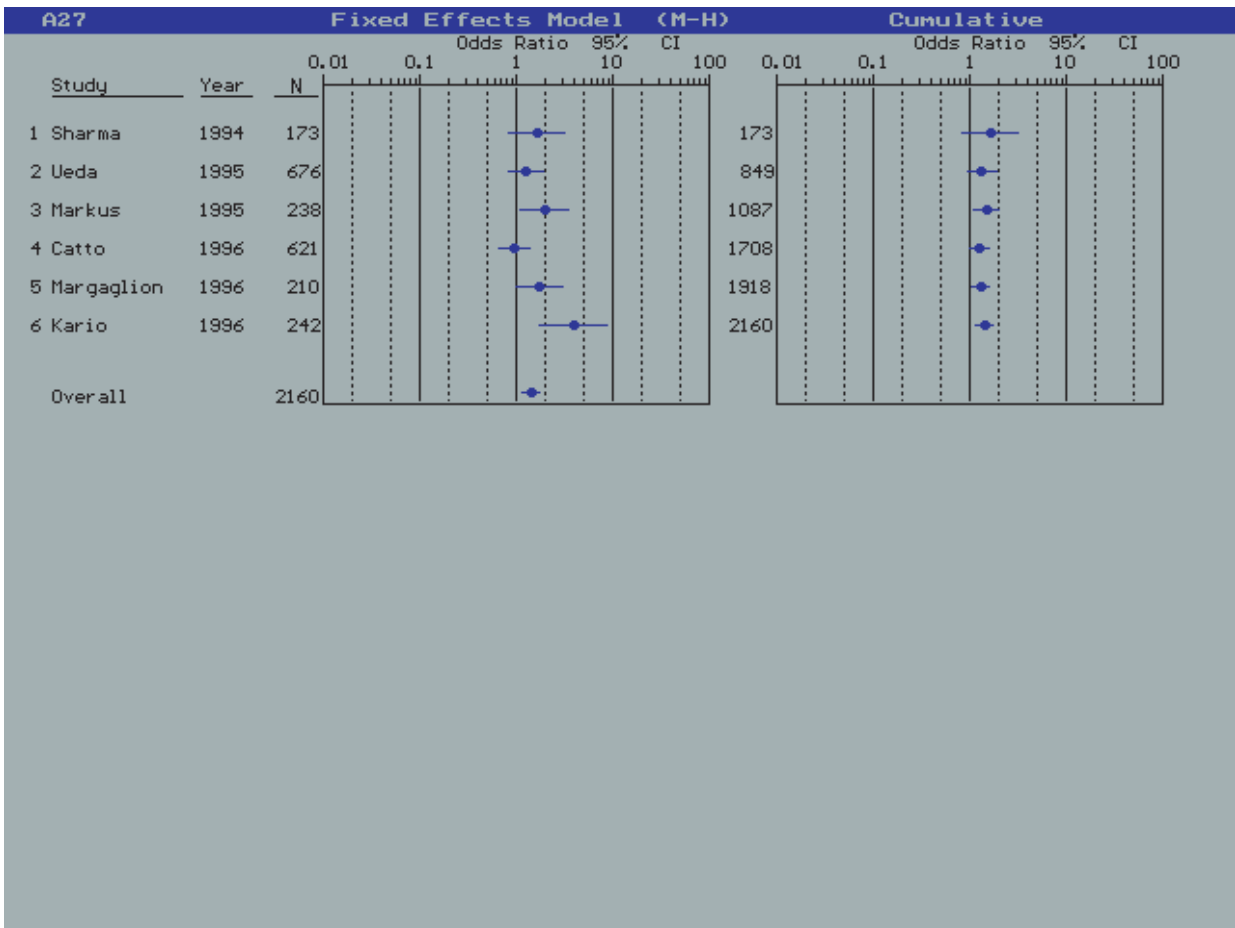 A27 Fixed Effects Model (M-H) Cumulative
Odds Ratio 95% CI Odds Ratio 95% CI
0.01 0.1 1 10 100 0.01 0.1 1 10 100
Study Year N
1 Sharma 1994 173 173
2 Ueda 1995 676 849
3 Markus 1995 238 1087
4 Catto 1996 621 1708
5 Margaglion 1996 210 1918
6 Kario 1996 242 2160
Overall 2160